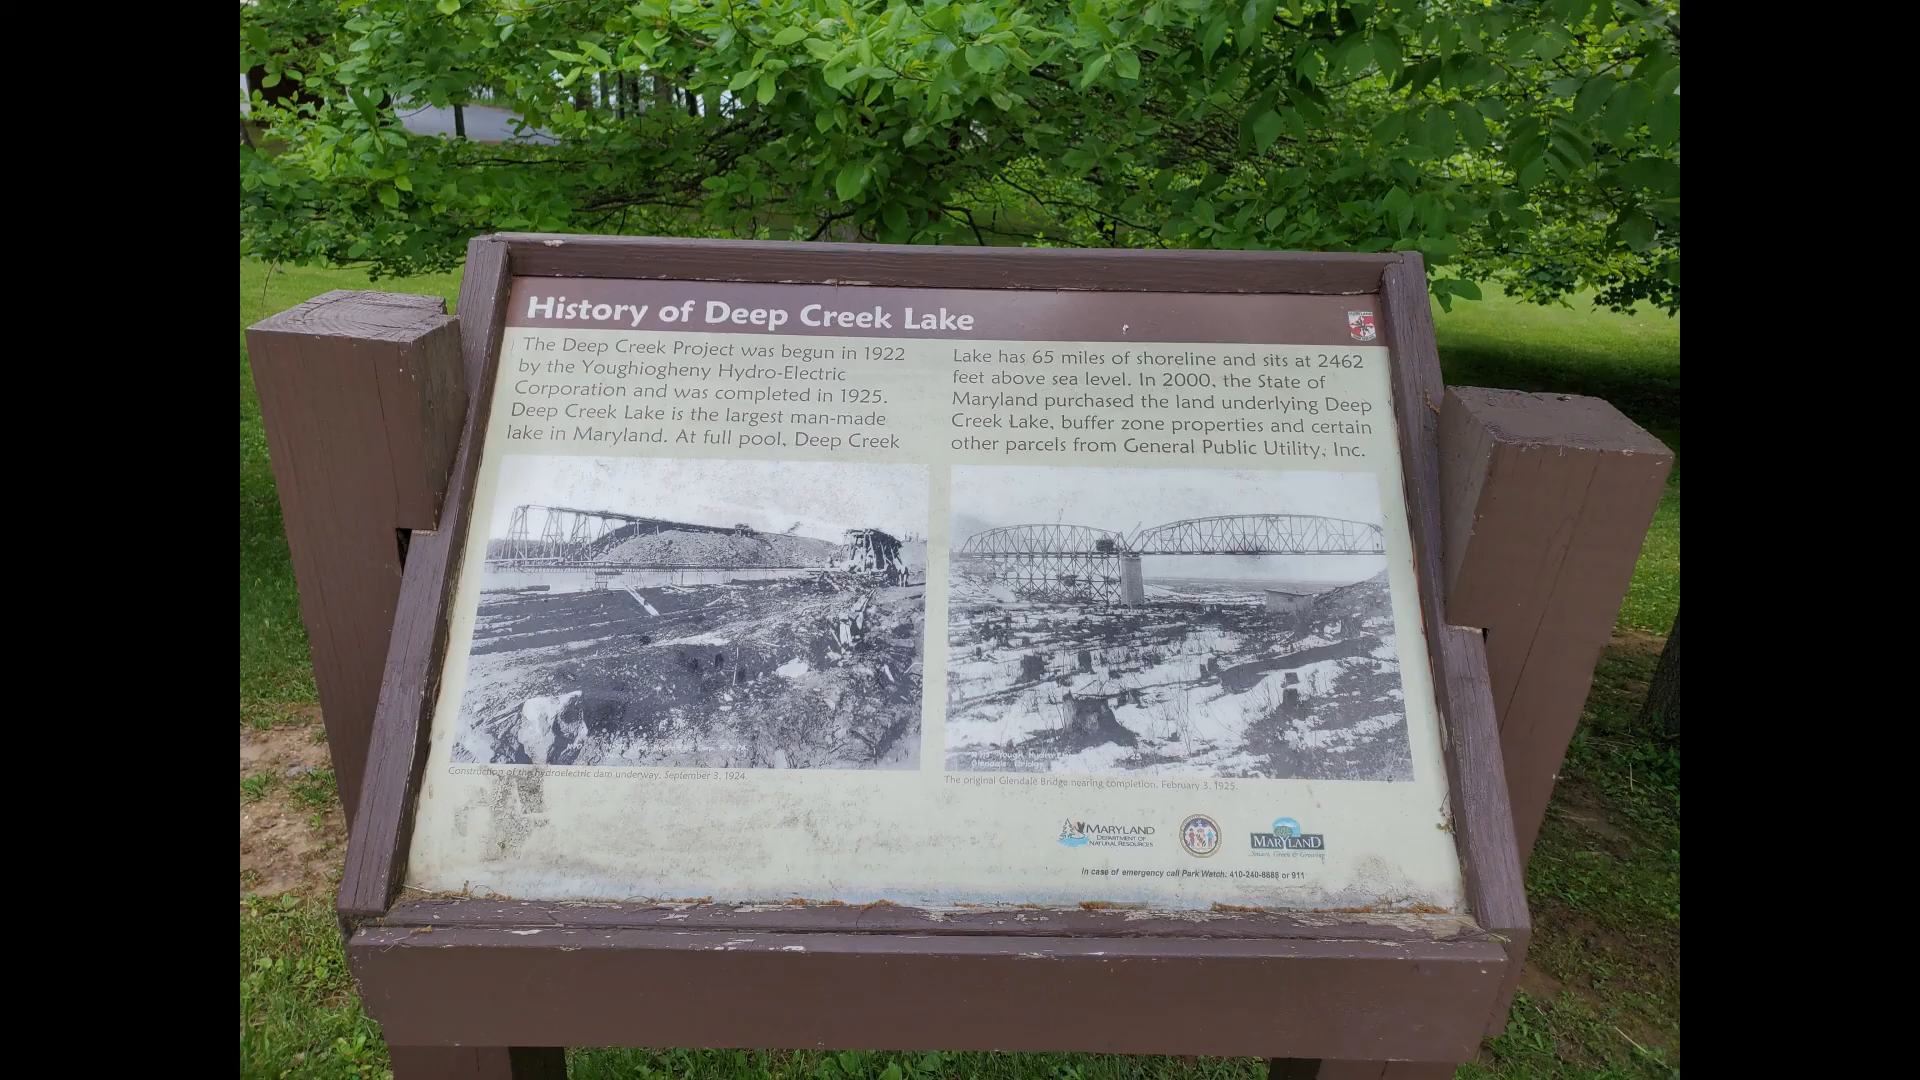 History of Deep Creek Lake
The Deep Creek Project was begun in 1922
by the Youghiogheny Hydro-Electric
Corporation and was completed in 1925.
Deep Creek Lake is the largest man-made
lake in Maryland. At full pool, Deep Creek
Lake has 65 miles of shoreline and sits at 2462
feet above sea level. In 2000, the State of
Maryland purchased the land underlying Deep
Creek Lake, buffer zone properties and certain
other parcels from General Public Utility, Inc.
Construction of the hydroelectric dam underway. September 3, 1924.
Glendale Bridge
The original Glendale Bridge nearing completion. February 3, 1925.
MARYLAND
DEPARTMENT OF
NATURAL RESOURCES
MARYLAND
Smart, Green & Growing
In case of emergency call Park Watch: 410-240-8888 or 911